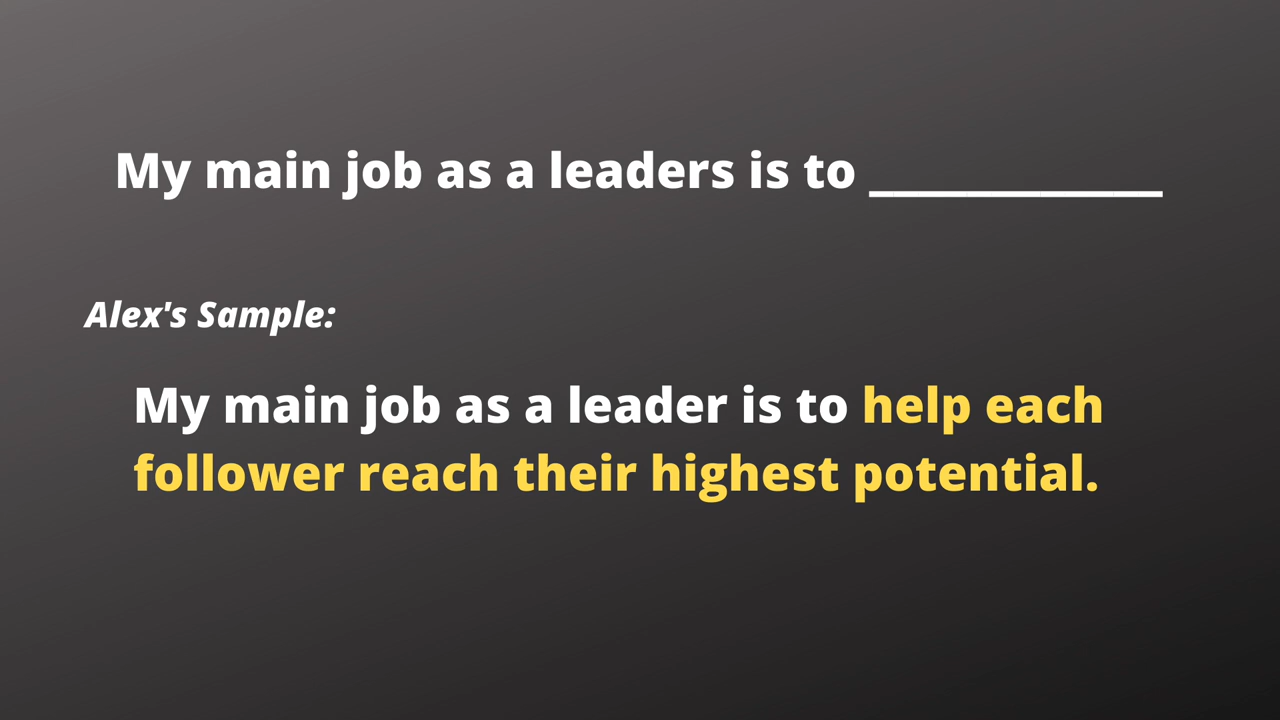 My main job as a leaders is to ____________
Alex's Sample:
My main job as a leader is to help each
follower reach their highest potential.